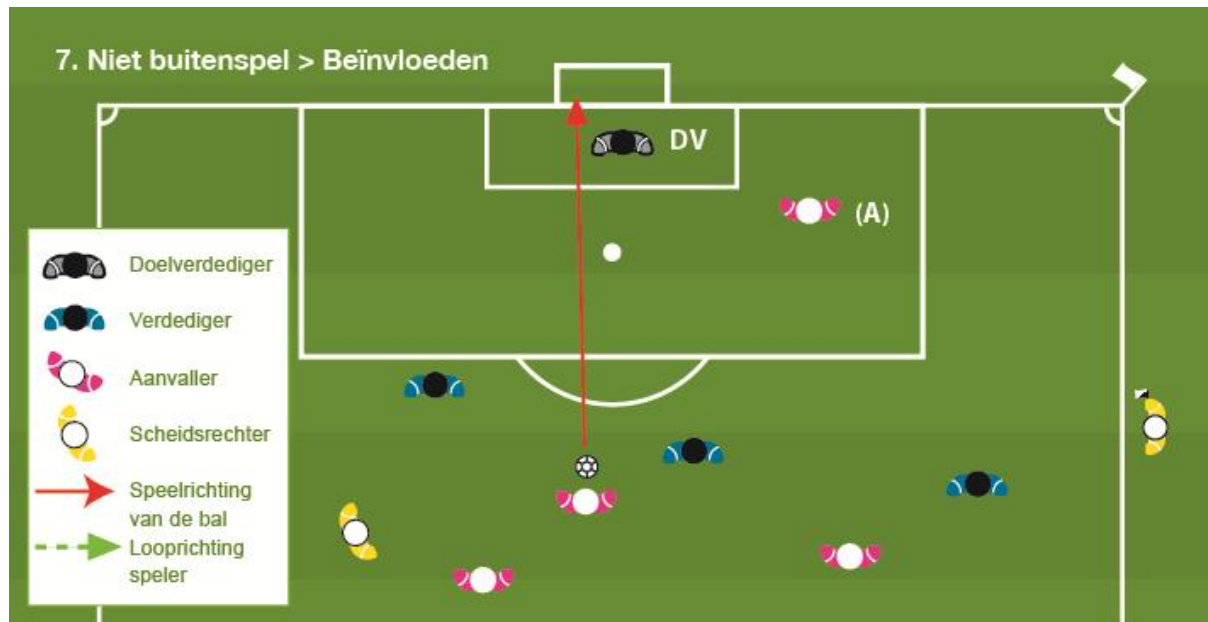 7. Niet buitenspel > Beïnvloeden
DV
(A)
Doelverdediger
Verdediger
Aanvaller
Scheidsrechter
Speelrichting
van de bal
Looprichting
speler